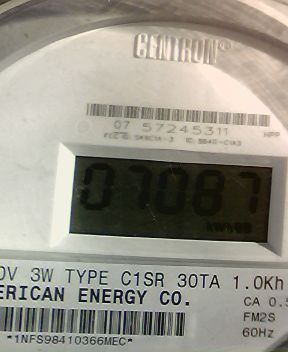 CENTRON®
07 57245311 HPP
07087
0V 3W TYPE C1SR 30TA 1.0Kh
ERICAN ENERGY CO. CA 0.5
FM2S
60Hz
*1NFS98410366MEC*